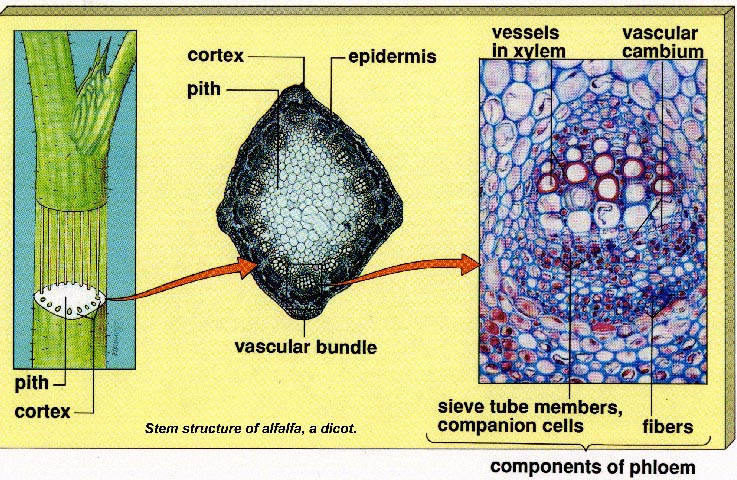 cortex
pith
epidermis
vascular bundle
vessels
in xylem
vascular
cambium
pith
cortex
Stem structure of alfalfa, a dicot.
sieve tube members,
companion cells
fibers
components of phloem